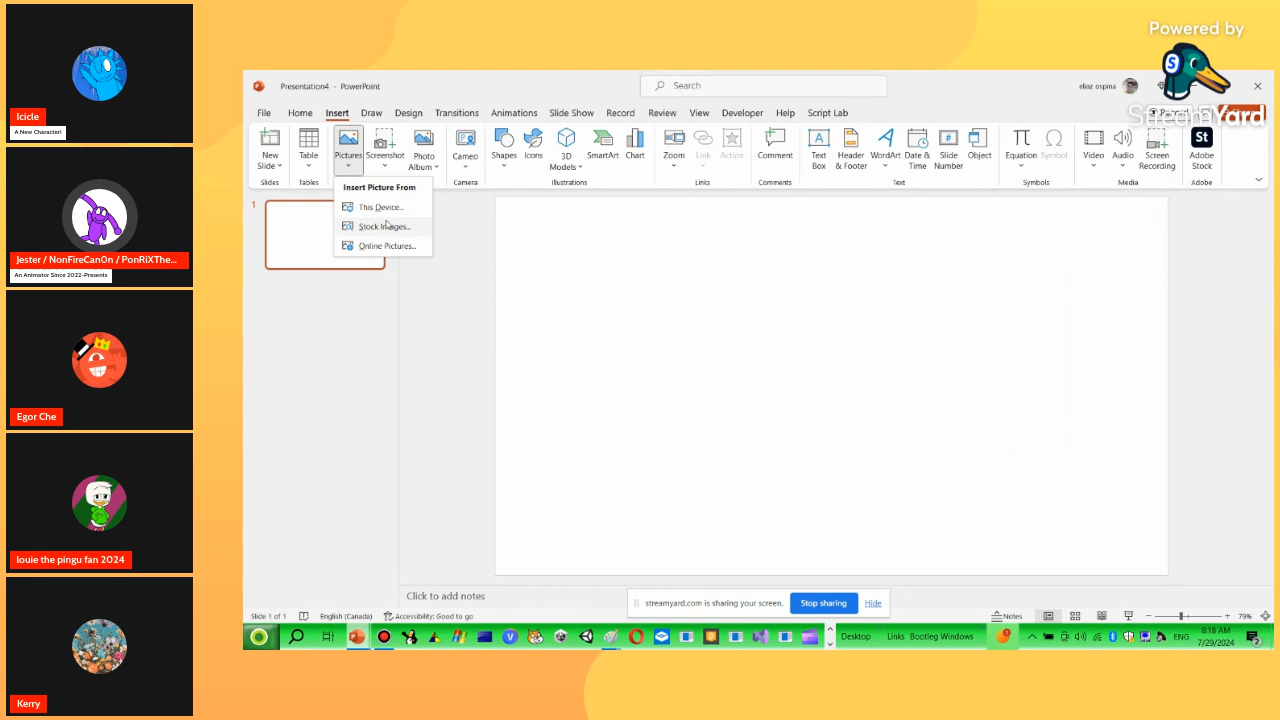 Powered by
StreamYard
Icicle
A New Character!
Jester / NonFireCanOn / PonRiXThe...
An Animator Since 2022-Presents
Egor Che
louie the pingu fan 2024
Kerry
Presentation4 - PowerPoint
Search
eliaz ospina
File Home Insert Draw Design Transitions Animations Slide Show Record Review View Developer Help Script Lab
New Slide
Table
Pictures
Screenshot
Photo Album
Cameo
Shapes
Icons
3D Models
SmartArt
Chart
Zoom
Link
Action
Comment
Text Box
Header & Footer
WordArt
Date & Time
Slide Number
Object
Equation
Symbol
Video
Audio
Screen Recording
St
Adobe Stock
Slides Tables Camera Illustrations Links Comments Text Symbols Media Adobe
Insert Picture From
This Device...
Stock Images...
Online Pictures...
1
Click to add notes
streamyard.com is sharing your screen.
Stop sharing
Hide
Slide 1 of 1
English (Canada)
Accessibility: Good to go
Notes
79%
Desktop
Links
Bootleg Windows
ENG
8:18 AM
7/29/2024
2